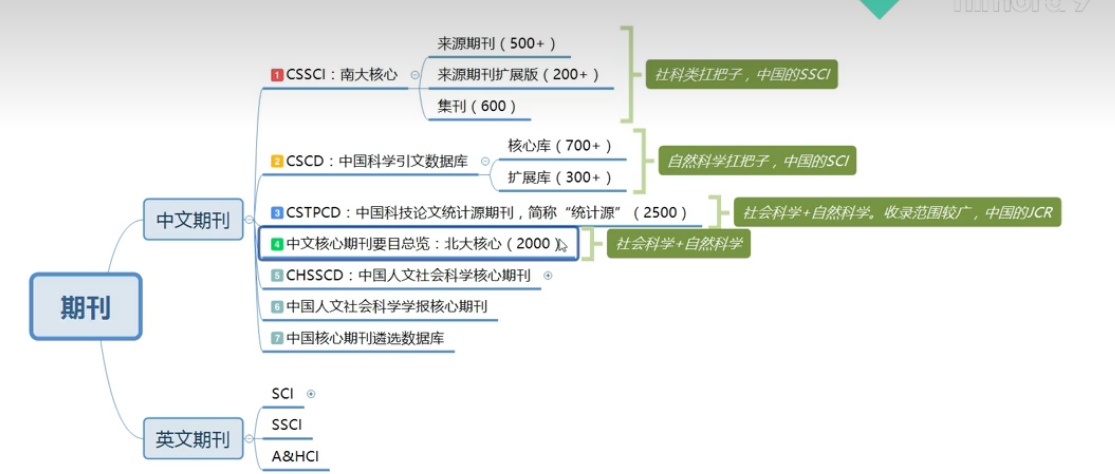 来源期刊（500+）
1 CSSCI：南大核心
来源期刊扩展版（200+）
社科类扛把子，中国的SSCI
集刊（600）
核心库（700+）
2 CSCD：中国科学引文数据库
自然科学扛把子，中国的SCI
扩展库（300+）
中文期刊
3 CSTPCD：中国科技论文统计源期刊，简称“统计源”（2500）
社会科学+自然科学。收录范围较广，中国的JCR
4 中文核心期刊要目总览：北大核心（2000）
社会科学+自然科学
5 CHSSCD：中国人文社会科学核心期刊
期刊
6 中国人文社会科学学报核心期刊
7 中国核心期刊遴选数据库
SCI
英文期刊
SSCI
A&HCI